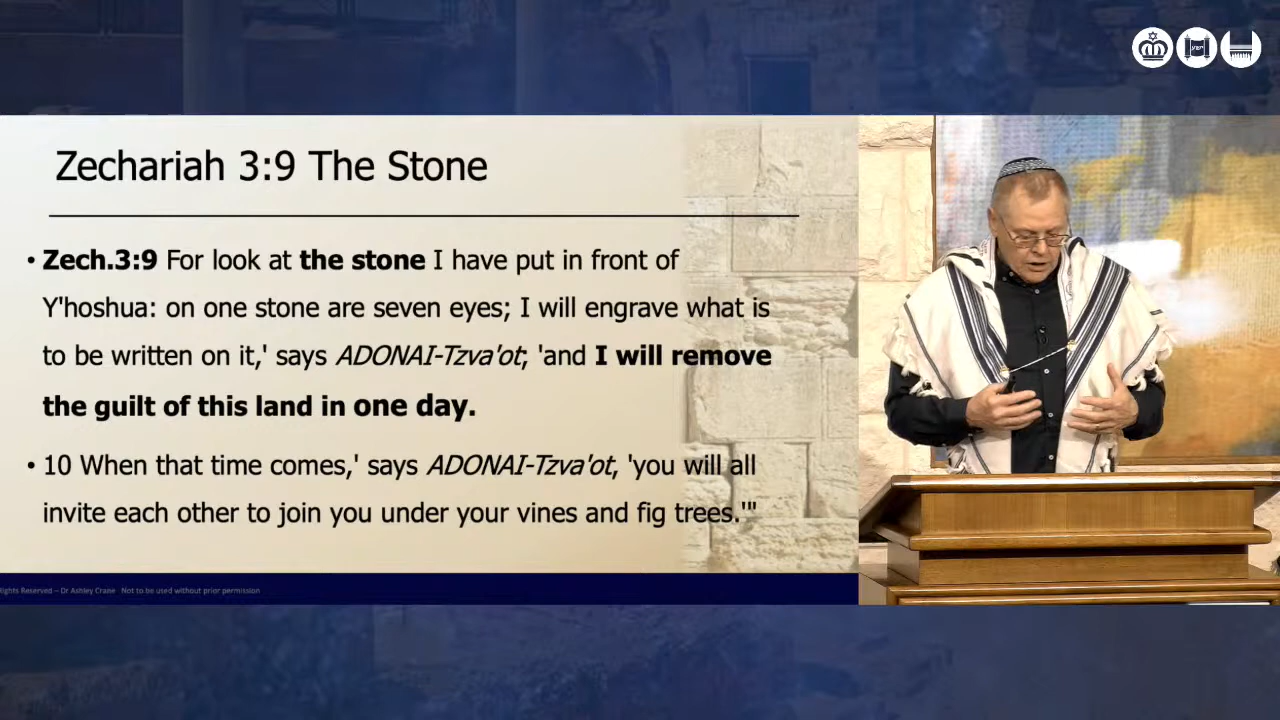 Zechariah 3:9 The Stone
• Zech.3:9 For look at the stone I have put in front of
Y'hoshua: on one stone are seven eyes; I will engrave what is
to be written on it,' says ADONAI-Tzva'ot; 'and I will remove
the guilt of this land in one day.
• 10 When that time comes,' says ADONAI-Tzva'ot, 'you will all
invite each other to join you under your vines and fig trees.'"
ights Reserved – Dr Ashley Crane Not to be used without prior permission